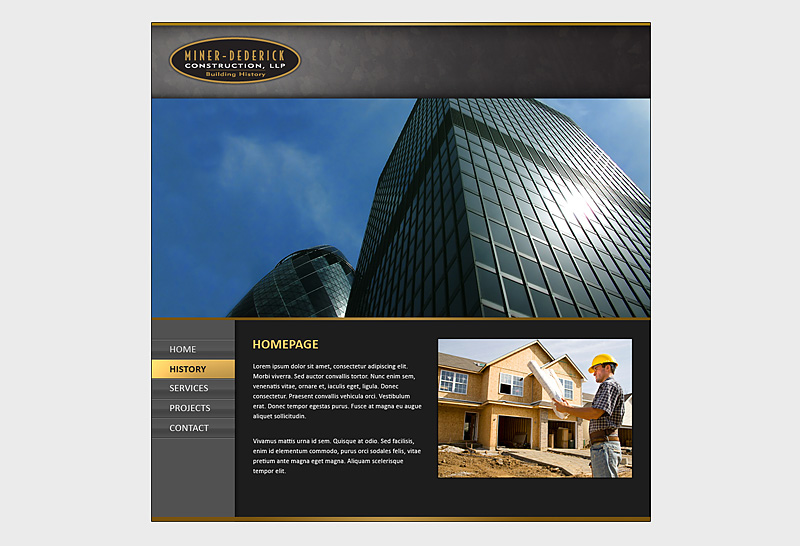 MINER-DEDERICK
CONSTRUCTION, LLP
Building History
HOME
HISTORY
SERVICES
PROJECTS
CONTACT
HOMEPAGE
Lorem ipsum dolor sit amet, consectetur adipiscing elit.
Morbi viverra. Sed auctor convallis tortor. Nunc enim sem,
venenatis vitae, ornare et, iaculis eget, ligula. Donec
consectetur. Praesent convallis vehicula orci. Vestibulum
erat. Donec tempor egestas purus. Fusce at magna eu augue
aliquet sollicitudin.
Vivamus mattis urna id sem. Quisque at odio. Sed facilisis,
enim id elementum commodo, purus orci sodales felis, vitae
pretium ante magna eget magna. Aliquam scelerisque
tempor elit.